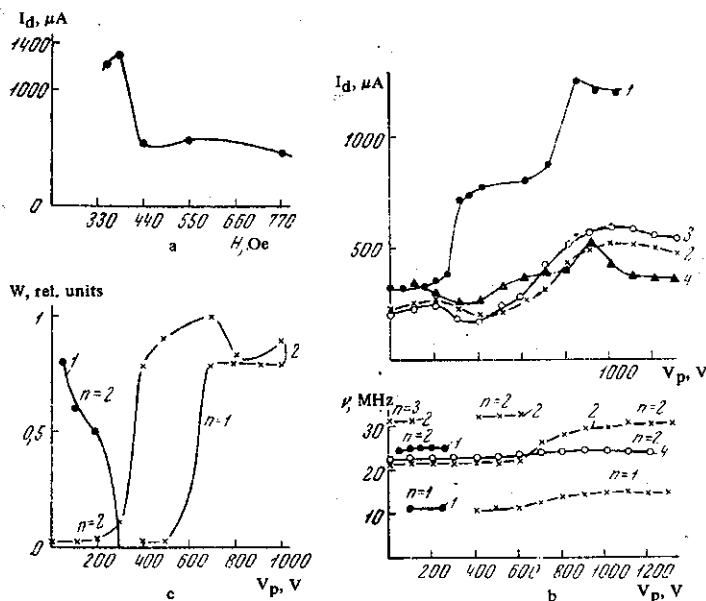 I_d, μA
1400
1000
0
330 440 550 660 770
a H, Oe
I_d, μA
1000
500
1
3
2
4
1000
V_p, V
W, rel. units
1
0,5
0
1
n=2
n=2
n=1
2
200 400 600 800 1000
V_p, V
c
ν, MHz
30
20
10
n=3
2
n=2
2
2
n=2
n=2
1
n=2
4
n=1
1
n=1
200 400 600 800 1000 1200
V_p, V
b